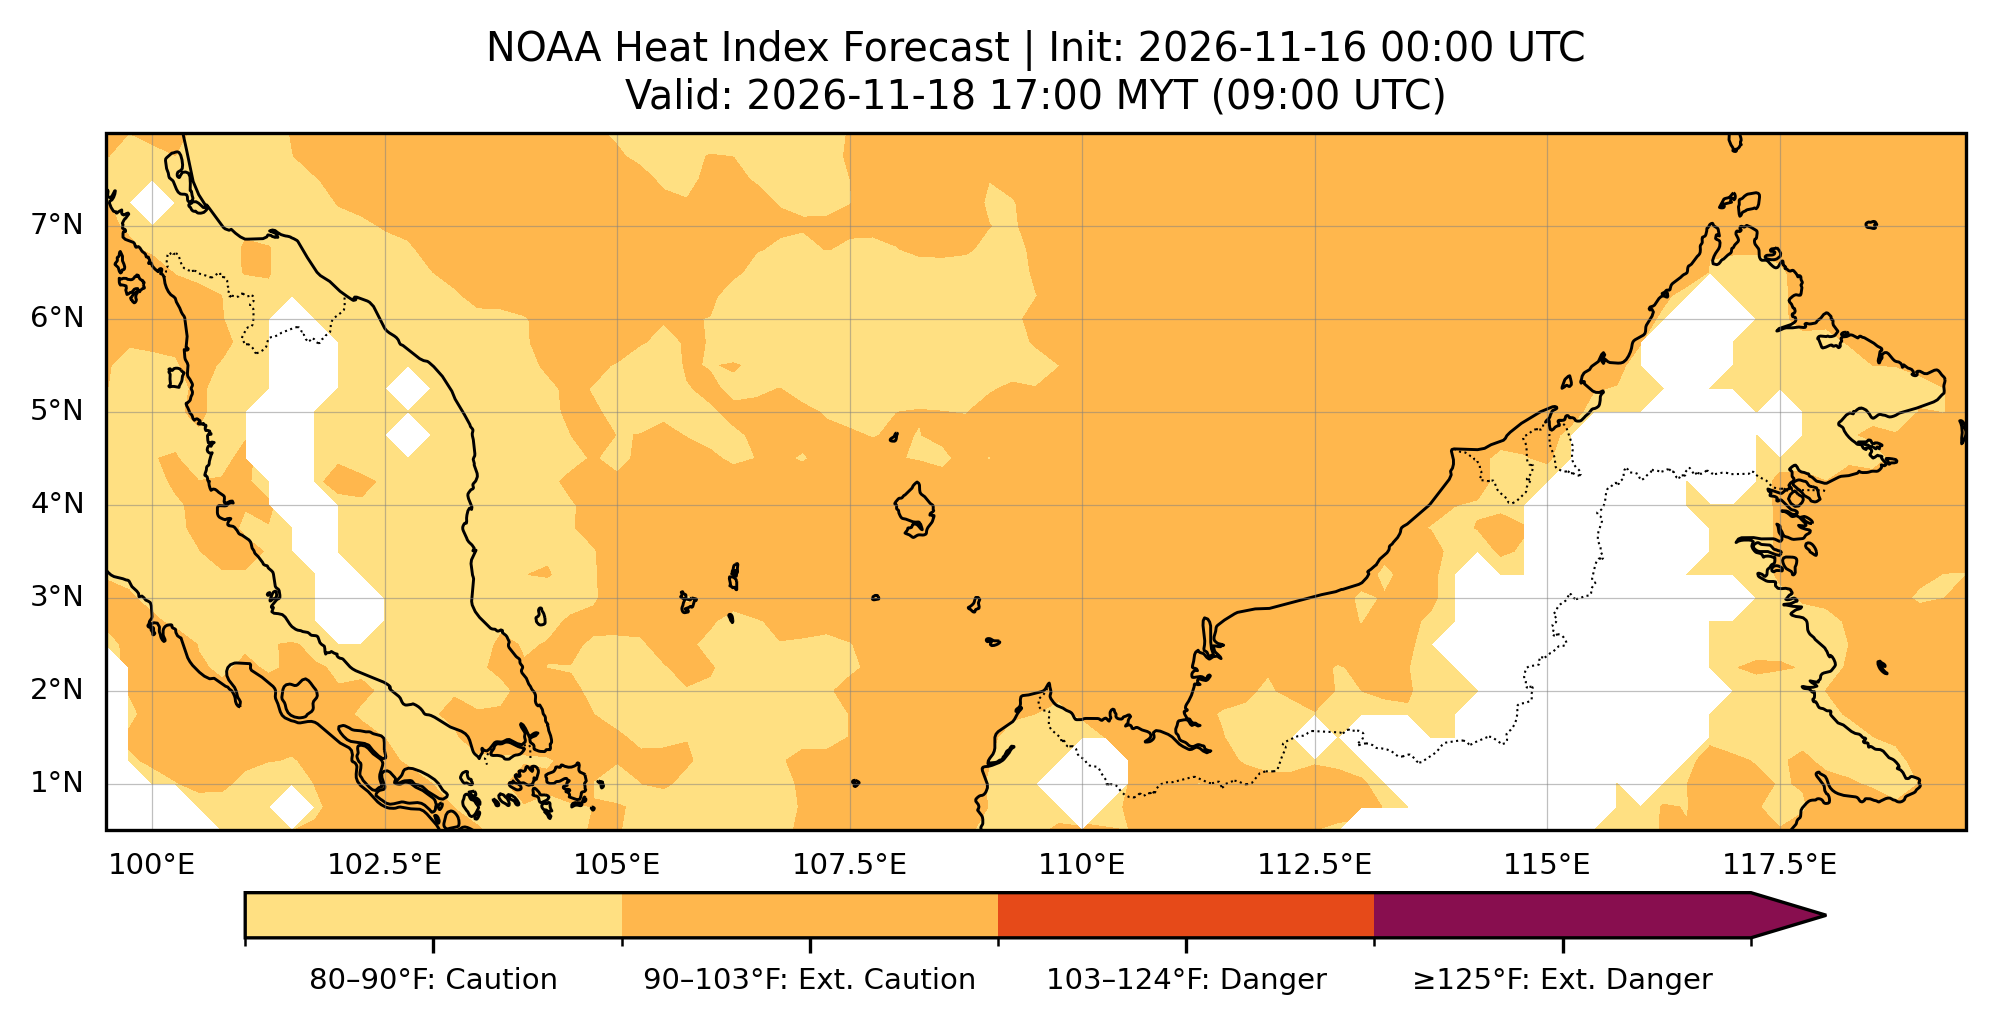 NOAA Heat Index Forecast | Init: 2026-11-16 00:00 UTC
Valid: 2026-11-18 17:00 MYT (09:00 UTC)
7°N
6°N
5°N
4°N
3°N
2°N
1°N
100°E
102.5°E
105°E
107.5°E
110°E
112.5°E
115°E
117.5°E
80–90°F: Caution
90–103°F: Ext. Caution
103–124°F: Danger
≥125°F: Ext. Danger